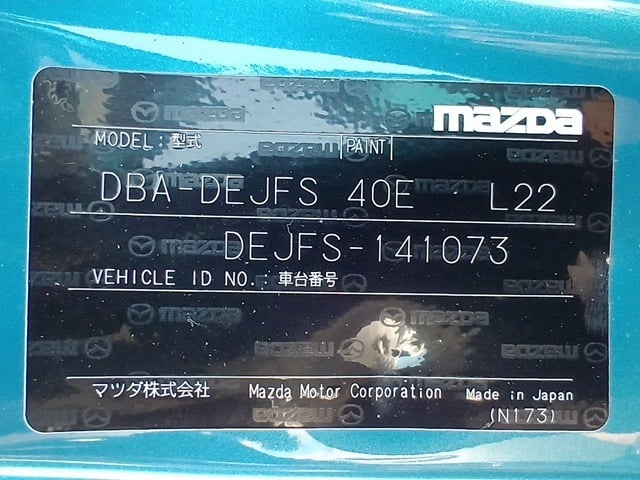 mazda
MODEL:型式 PAINT
DBA-DEJFS 40E L22
DEJFS-141073
VEHICLE ID NO.:車台番号
マツダ株式会社 Mazda Motor Corporation Made in Japan
(N173)